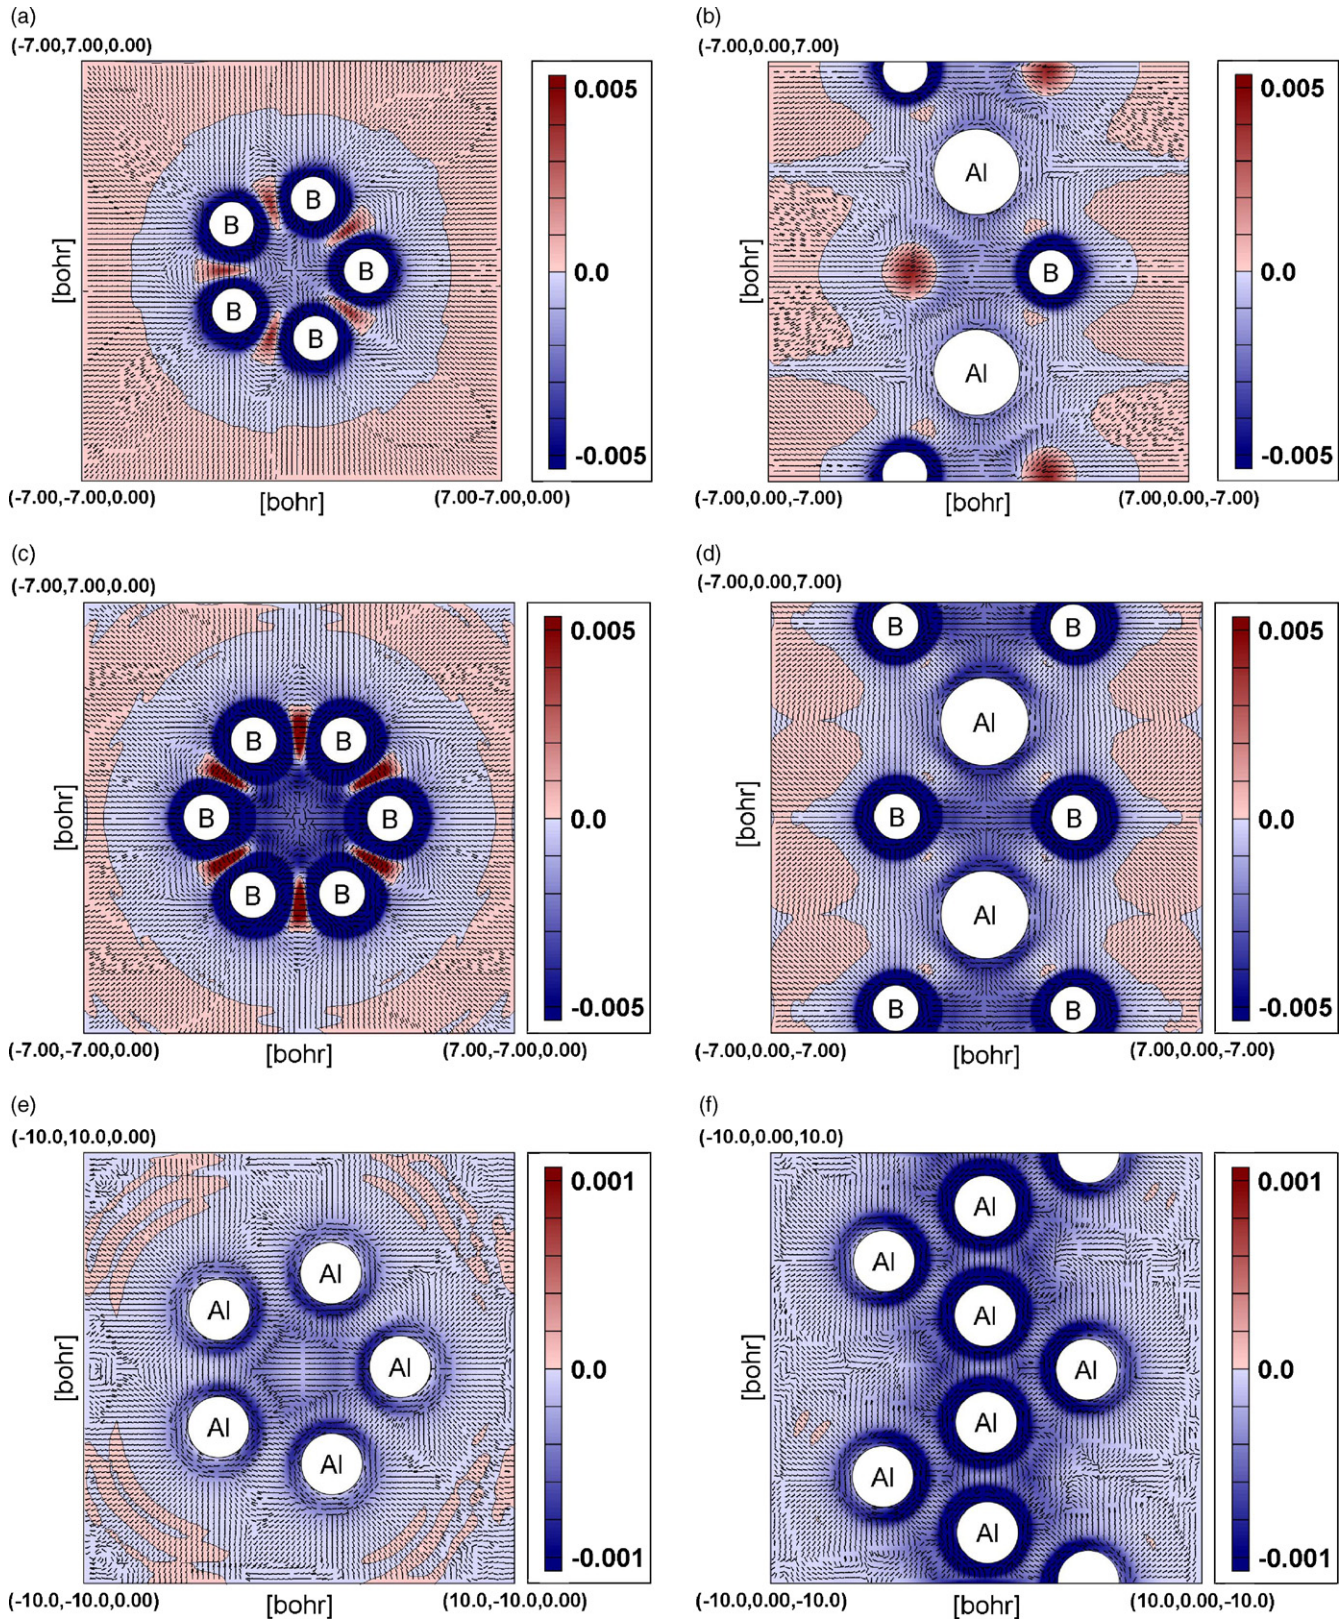 (a)
(-7.00,7.00,0.00)
B
B
B
B
B
[bohr]
(-7.00,-7.00,0.00)
[bohr]
(7.00-7.00,0.00)
0.005
0.0
-0.005
(b)
(-7.00,0.00,7.00)
Al
B
Al
[bohr]
(-7.00,0.00,-7.00)
[bohr]
(7.00,0.00,-7.00)
0.005
0.0
-0.005
(c)
(-7.00,7.00,0.00)
B
B
B
B
B
B
[bohr]
(-7.00,-7.00,0.00)
[bohr]
(7.00,-7.00,0.00)
0.005
0.0
-0.005
(d)
(-7.00,0.00,7.00)
B
B
Al
B
B
Al
B
B
[bohr]
(-7.00,0.00,-7.00)
[bohr]
(7.00,0.00,-7.00)
0.005
0.0
-0.005
(e)
(-10.0,10.0,0.00)
Al
Al
Al
Al
Al
[bohr]
(-10.0,-10.0,0.00)
[bohr]
(10.0,-10.0,0.00)
0.001
0.0
-0.001
(f)
(-10.0,0.00,10.0)
Al
Al
Al
Al
Al
Al
Al
[bohr]
(-10.0,0.00,-10.0)
[bohr]
(10.0,0.00,-10.0)
0.001
0.0
-0.001